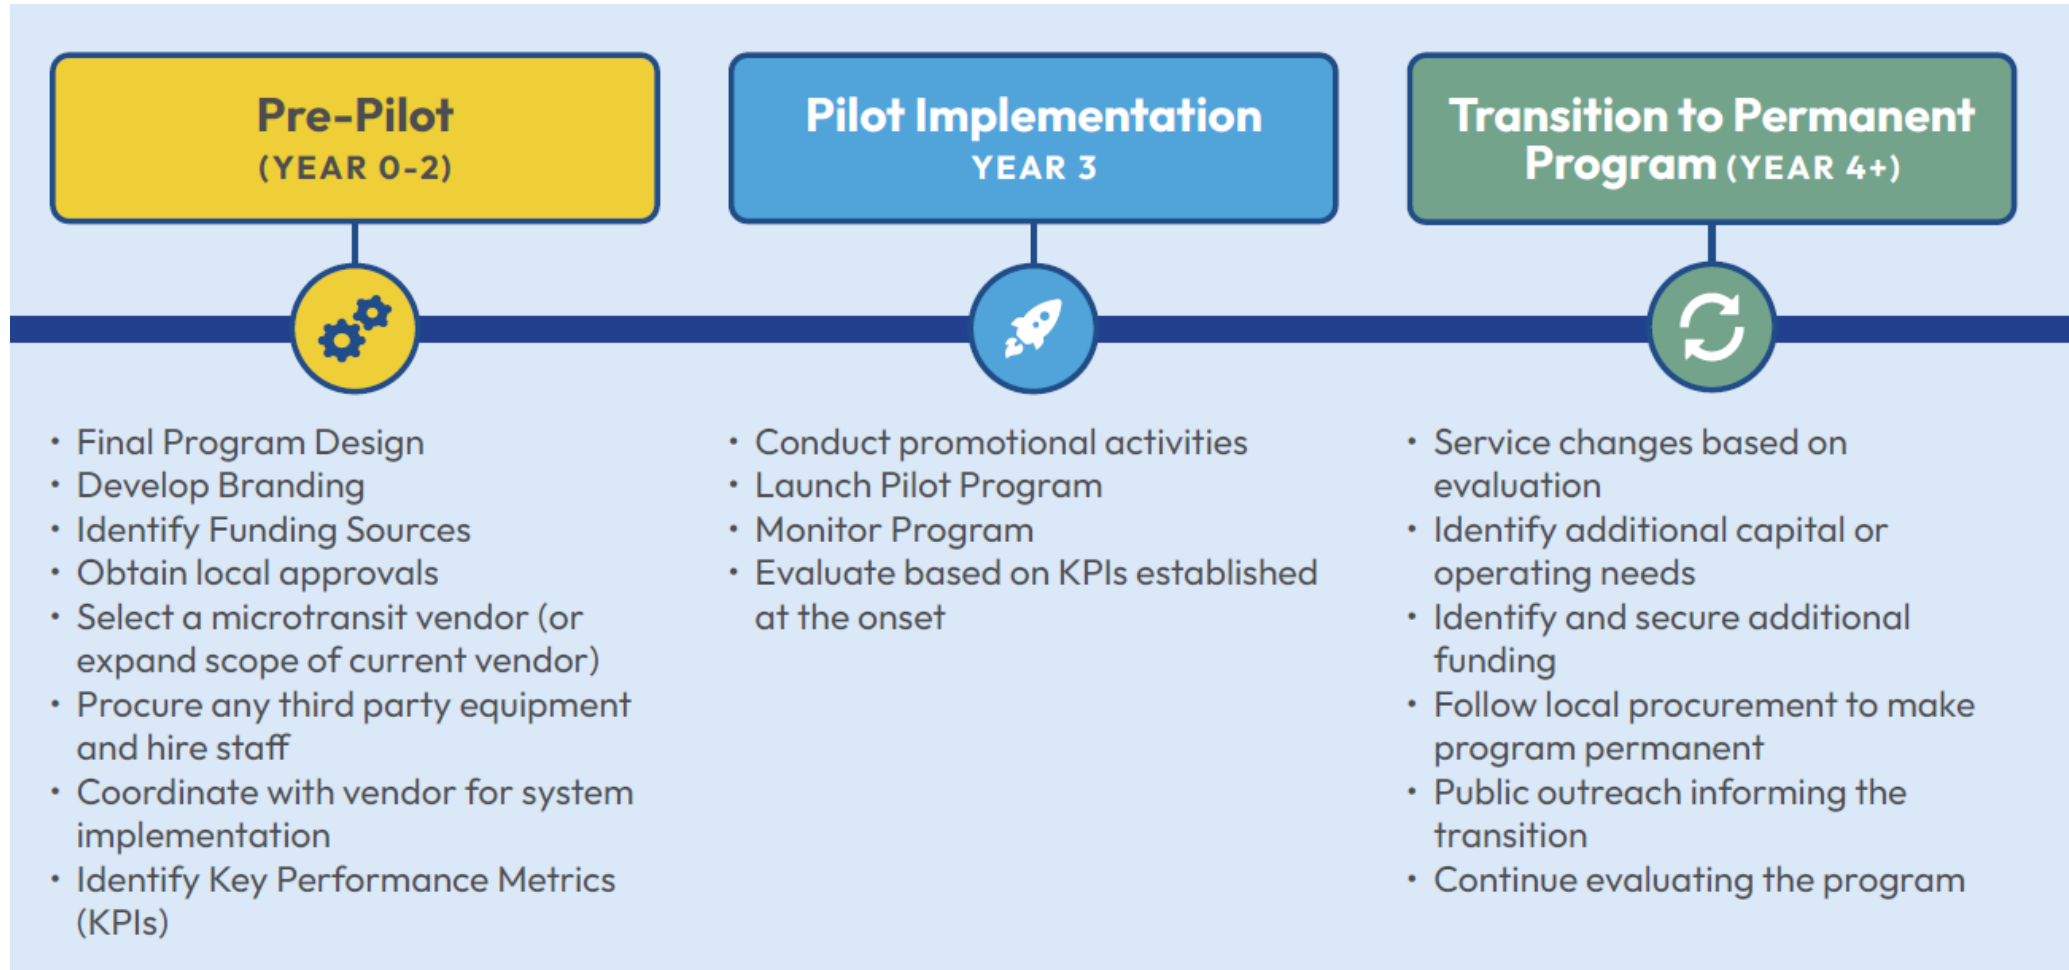 Pre-Pilot
(YEAR 0-2)
• Final Program Design
• Develop Branding
• Identify Funding Sources
• Obtain local approvals
• Select a microtransit vendor (or
expand scope of current vendor)
• Procure any third party equipment
and hire staff
• Coordinate with vendor for system
implementation
• Identify Key Performance Metrics
(KPIs)
Pilot Implementation
YEAR 3
• Conduct promotional activities
• Launch Pilot Program
• Monitor Program
• Evaluate based on KPIs established
at the onset
Transition to Permanent
Program (YEAR 4+)
• Service changes based on
evaluation
• Identify additional capital or
operating needs
• Identify and secure additional
funding
• Follow local procurement to make
program permanent
• Public outreach informing the
transition
• Continue evaluating the program